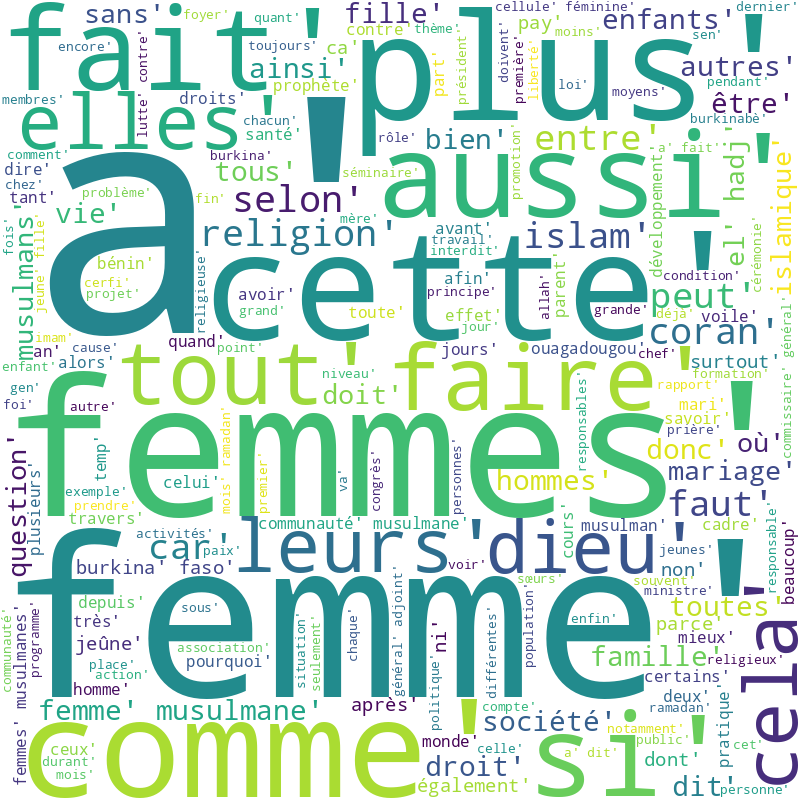 sans'
quant'
foyer'
fille'
cellule'
féminine'
dernier'
fait'
plus'
encore'
toujours'
contre'
ca'
contre'
thème'
pay'
moins'
enfants'
sen'
ainsi'
prophète'
part'
président'
doivent'
première'
liberté'
loi'
autres'
membres'
lutte'
droits'
moyens'
pendant'
elles'
chacun'
santé'
être'
burkinabè'
rôle'
bien'
entre'
comment'
burkina'
tous'
séminaire'
promotion'
a' fait'
dire'
chez'
tant'
problème'
fin'
selon'
aussi'
développement'
el' hadj'
islamique'
fois'
musulmans'
jeune' fille'
vie'
mère'
religion'
avant'
travail'
interdit'
islam'
a'
cette'
bénin'
cerfi'
projet'
religieuse'
avoir'
afin'
principe'
parent'
condition'
cérémonie'
grand'
toute'
effet'
jour'
allah'
grande'
déjà'
voile'
peut'
imam'
an'
cause'
alors'
quand'
point'
jours'
ouagadougou'
chef'
coran'
surtout'
enfant'
gen'
foi'
autre'
tout'
niveau'
doit'
faire'
formation'
rapport'
mari'
savoir'
prière'
commissaire' général'
femmes'
responsables'
question'
plusieurs'
temp'
exemple'
prendre'
travers'
celui'
mois' ramadan'
premier'
va'
congrès'
personnes'
hommes'
donc'
où'
mariage'
faut'
communauté' musulmane'
cours'
musulman'
cadre'
responsable'
beaucoup'
activités'
car'
paix'
leurs'
dieu'
voir'
non'
jeunes'
souvent'
ministre'
burkina' faso'
sœurs'
toutes'
femme'
depuis'
sous'
enfin'
parce'
mieux'
communauté'
femmes' musulmanes'
programme'
très'
jeûne'
place'
action'
association'
pourquoi'
situation'
seulement'
chaque'
général' adjoint'
politique'
ni'
différentes'
population'
famille'
religieux'
certains'
cela'
homme'
femme' musulmane'
après'
compte'
société'
deux'
ramadan'
pratique'
comme'
si'
monde'
celle'
droit'
notamment'
public'
cet'
ceux'
durant'
mois'
également'
a' dit'
dont'
dit'
personne'